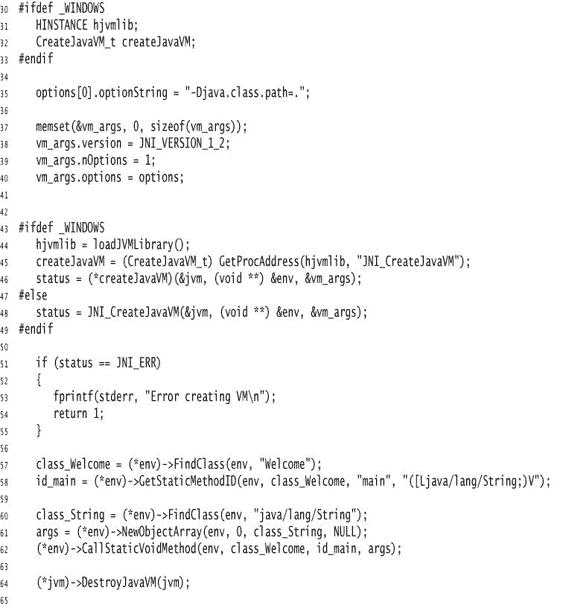 30 #ifdef _WINDOWS
31    HINSTANCE hjvmlib;
32    CreateJavaVM_t createJavaVM;
33 #endif
34
35    options[0].optionString = "-Djava.class.path=.";
36
37    memset(&vm_args, 0, sizeof(vm_args));
38    vm_args.version = JNI_VERSION_1_2;
39    vm_args.nOptions = 1;
40    vm_args.options = options;
41
42
43 #ifdef _WINDOWS
44    hjvmlib = loadJVMLibrary();
45    createJavaVM = (CreateJavaVM_t) GetProcAddress(hjvmlib, "JNI_CreateJavaVM");
46    status = (*createJavaVM)(&jvm, (void **) &env, &vm_args);
47 #else
48    status = JNI_CreateJavaVM(&jvm, (void **) &env, &vm_args);
49 #endif
50
51    if (status == JNI_ERR)
52    {
53       fprintf(stderr, "Error creating VM\n");
54       return 1;
55    }
56
57    class_Welcome = (*env)->FindClass(env, "Welcome");
58    id_main = (*env)->GetStaticMethodID(env, class_Welcome, "main", "([Ljava/lang/String;)V");
59
60    class_String = (*env)->FindClass(env, "java/lang/String");
61    args = (*env)->NewObjectArray(env, 0, class_String, NULL);
62    (*env)->CallStaticVoidMethod(env, class_Welcome, id_main, args);
63
64    (*jvm)->DestroyJavaVM(jvm);
65